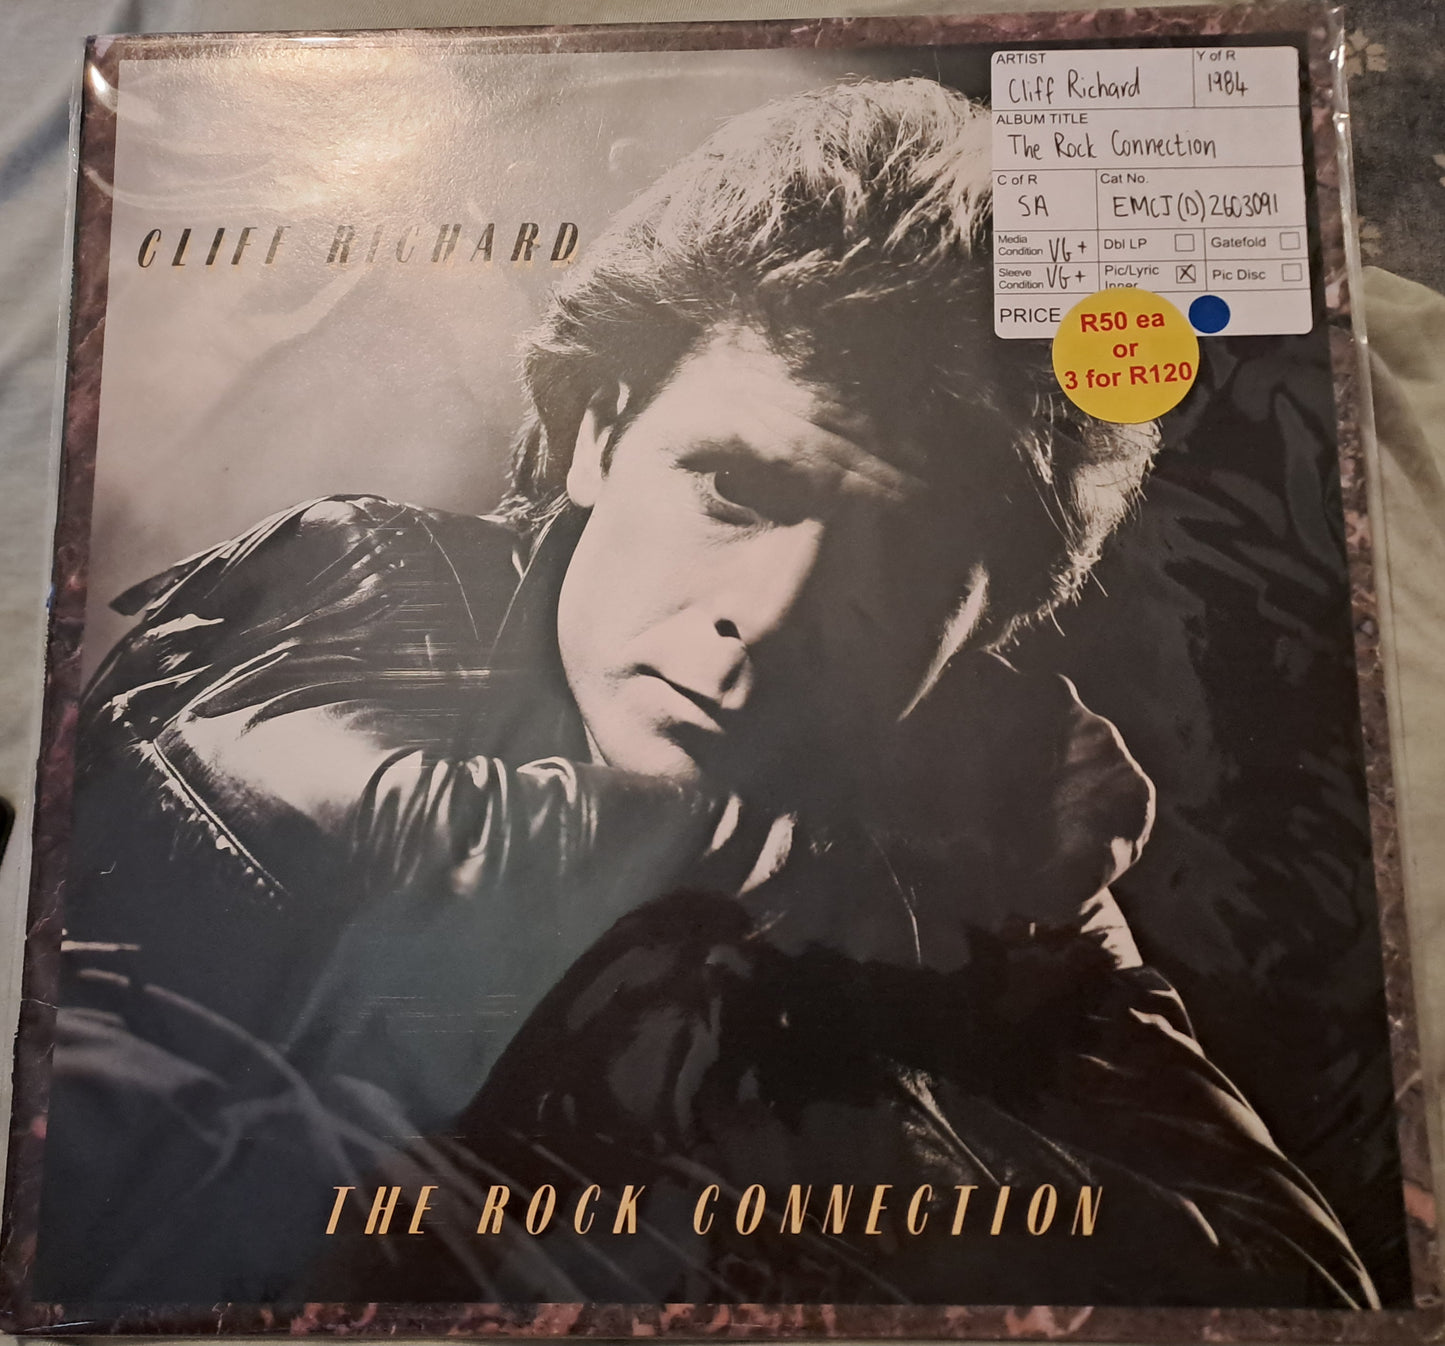 ARTIST
Cliff Richard
Y of R
1984
ALBUM TITLE
The Rock Connection
C of R
SA
Cat No.
EMCJ(D)2603091
Media
Condition VG+
Dbl LP
Gatefold
Sleeve
Condition VG+
Pic/Lyric
Inner
Pic Disc
PRICE
R50 ea
or
3 for R120
CLIFF RICHARD
THE ROCK CONNECTION